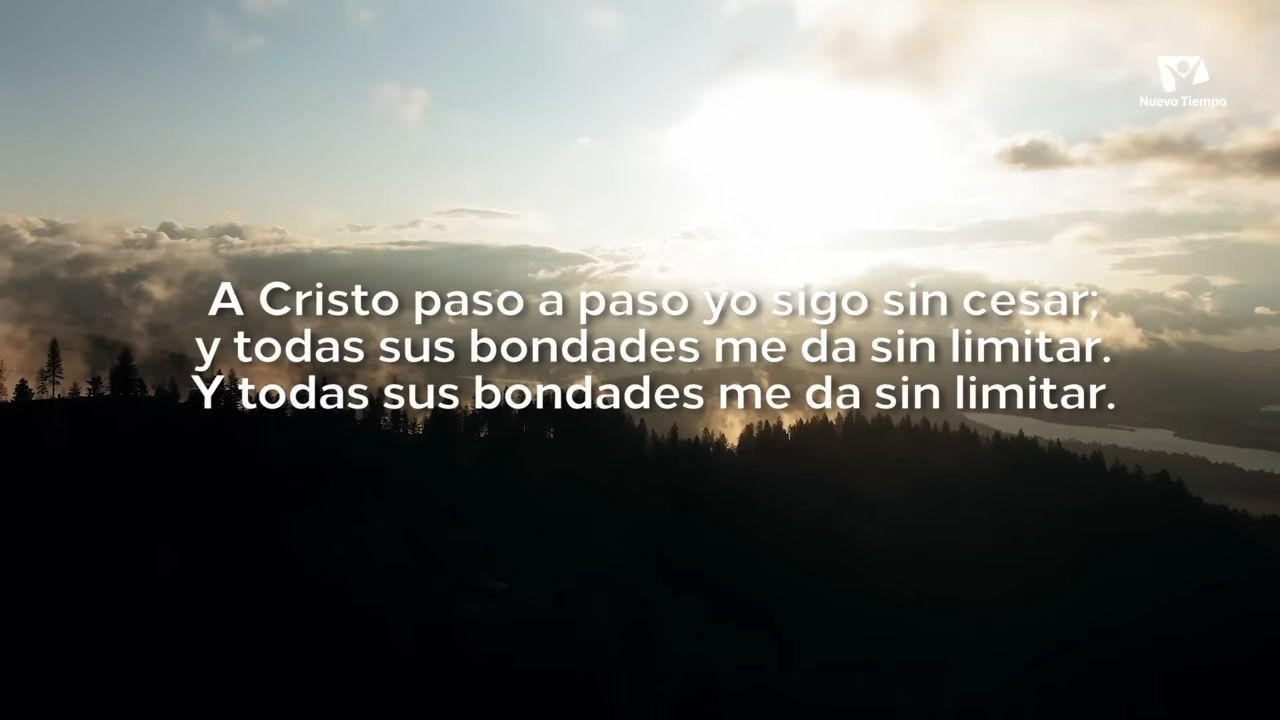 Nuevo Tiempo
A Cristo paso a paso yo sigo sin cesar;
y todas sus bondades me da sin limitar.
Y todas sus bondades me da sin limitar.